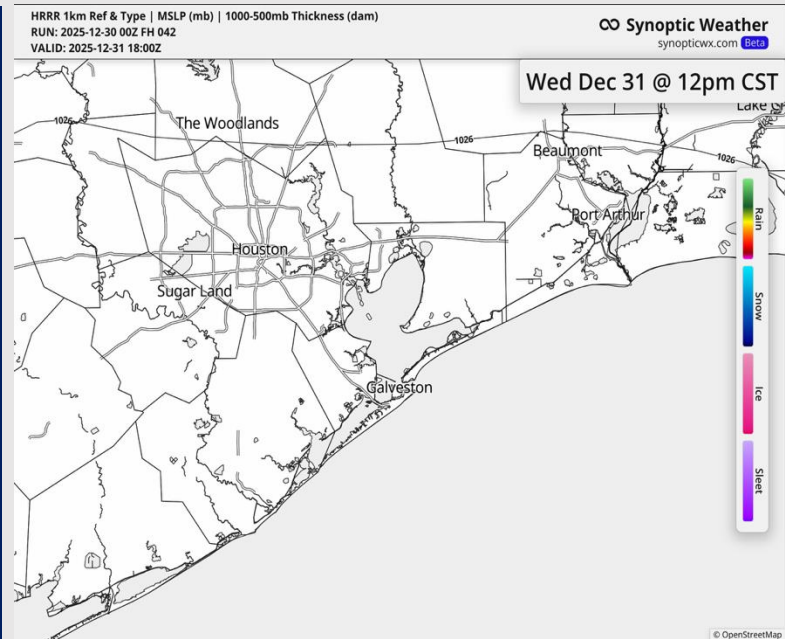 HRRR 1km Ref & Type | MSLP (mb) | 1000-500mb Thickness (dam)
RUN: 2025-12-30 00Z FH 042
VALID: 2025-12-31 18:00Z
Synoptic Weather
synopticwx.com Beta
Wed Dec 31 @ 12pm CST
1026
The Woodlands
1026
Beaumont
1026
Port Arthur
Houston
Sugar Land
Galveston
Rain
Snow
Ice
Sleet
© OpenStreetMap